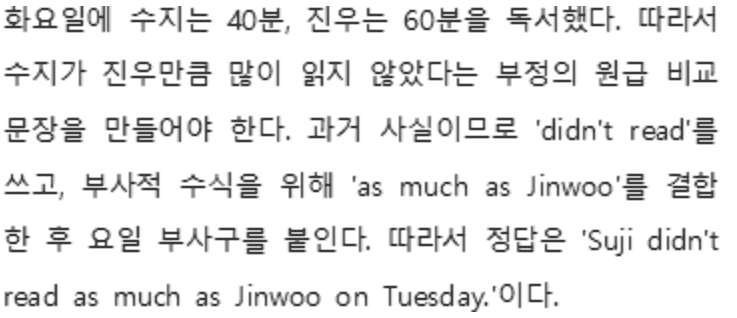 화요일에 수지는 40분, 진우는 60분을 독서했다. 따라서
수지가 진우만큼 많이 읽지 않았다는 부정의 원급 비교
문장을 만들어야 한다. 과거 사실이므로 'didn't read'를
쓰고, 부사적 수식을 위해 'as much as Jinwoo'를 결합
한 후 요일 부사구를 붙인다. 따라서 정답은 'Suji didn't
read as much as Jinwoo on Tuesday.'이다.